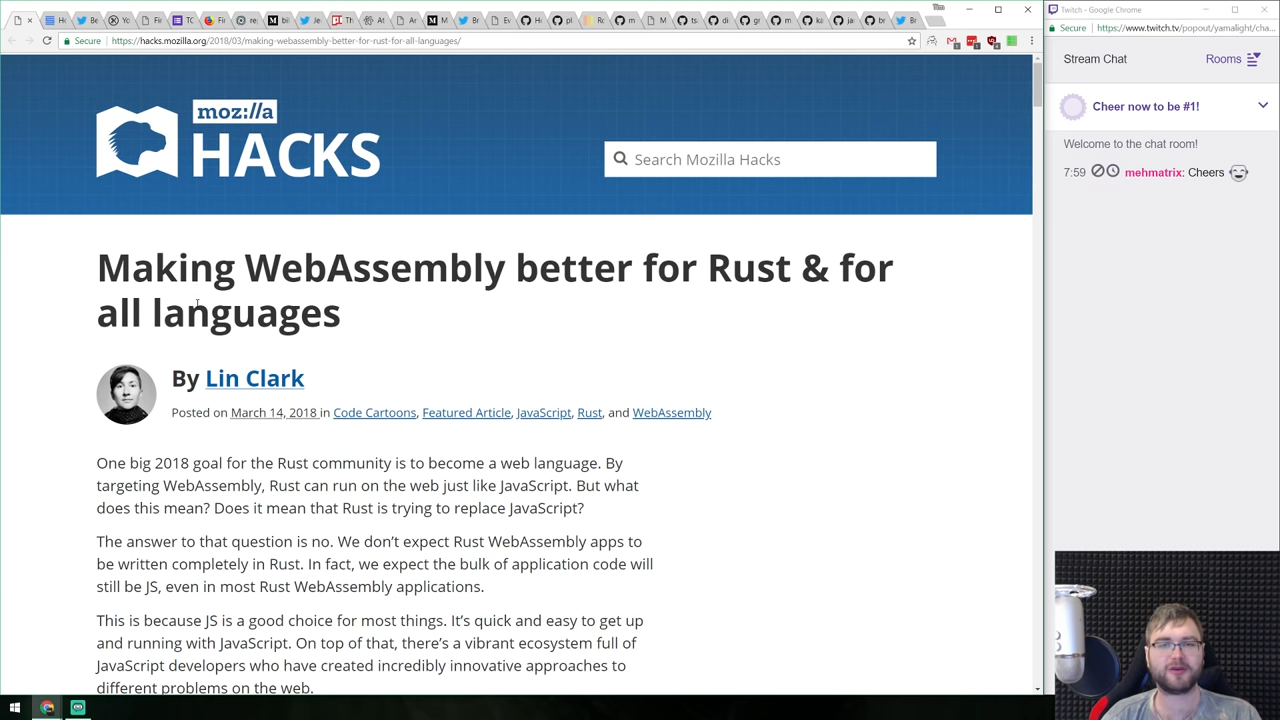 Secure
https://hacks.mozilla.org/2018/03/making-webassembly-better-for-rust-for-all-languages/
moz://a
HACKS
Search Mozilla Hacks
Making WebAssembly better for Rust & for
all languages
By Lin Clark
Posted on March 14, 2018 in Code Cartoons, Featured Article, JavaScript, Rust, and WebAssembly
One big 2018 goal for the Rust community is to become a web language. By
targeting WebAssembly, Rust can run on the web just like JavaScript. But what
does this mean? Does it mean that Rust is trying to replace JavaScript?
The answer to that question is no. We don’t expect Rust WebAssembly apps to
be written completely in Rust. In fact, we expect the bulk of application code will
still be JS, even in most Rust WebAssembly applications.
This is because JS is a good choice for most things. It’s quick and easy to get up
and running with JavaScript. On top of that, there’s a vibrant ecosystem full of
JavaScript developers who have created incredibly innovative approaches to
different problems on the web.
Twitch - Google Chrome
Secure
https://www.twitch.tv/popout/yamalight/cha...
Stream Chat
Rooms
Cheer now to be #1!
Welcome to the chat room!
7:59 mehmatrix: Cheers